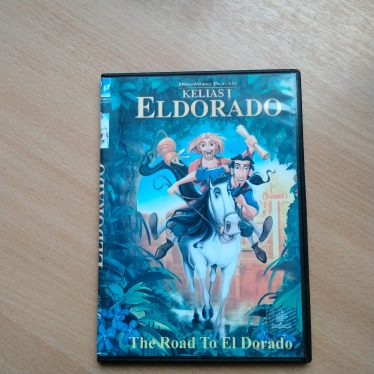 DREAMWORKS PICTURES
KELIAS Į
ELDORADO
The Road To El Dorado
ELDORADO